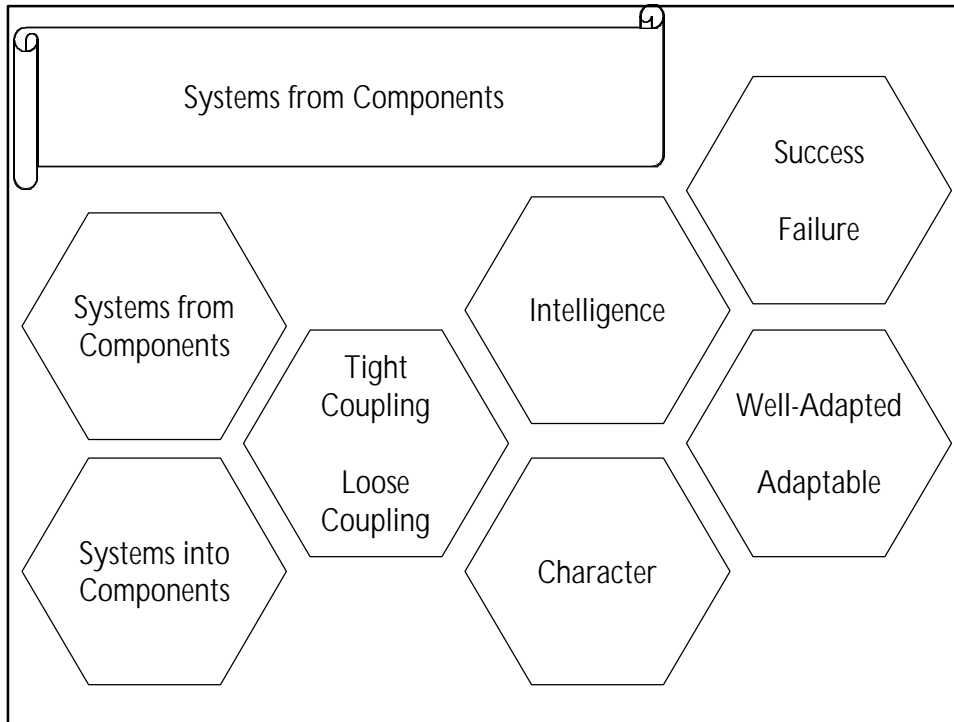 Systems from Components
Success
Failure
Systems from
Components
Intelligence
Tight
Coupling
Loose
Coupling
Well-Adapted
Adaptable
Systems into
Components
Character